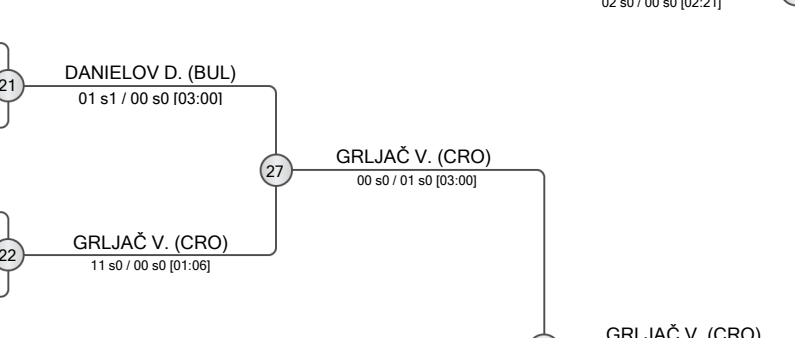 02 s0 / 00 s0 [02:21]
21
DANIELOV D. (BUL)
01 s1 / 00 s0 [03:00]
27
GRLJAČ V. (CRO)
00 s0 / 01 s0 [03:00]
22
GRLJAČ V. (CRO)
11 s0 / 00 s0 [01:06]
GRLJAČ V. (CRO)